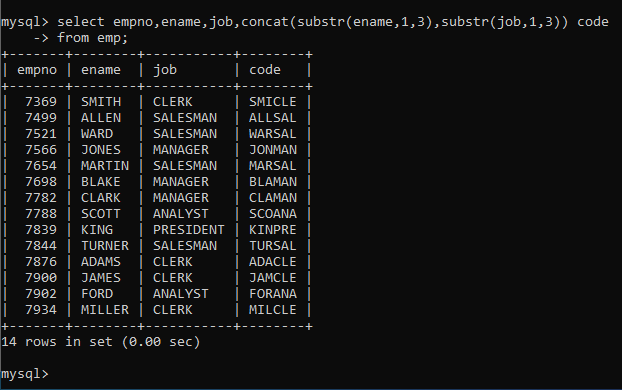 mysql> select empno,ename,job,concat(substr(ename,1,3),substr(job,1,3)) code
    -> from emp;
+-------+--------+-----------+--------+
| empno | ename  | job       | code   |
+-------+--------+-----------+--------+
|  7369 | SMITH  | CLERK     | SMICLE |
|  7499 | ALLEN  | SALESMAN  | ALLSAL |
|  7521 | WARD   | SALESMAN  | WARSAL |
|  7566 | JONES  | MANAGER   | JONMAN |
|  7654 | MARTIN | SALESMAN  | MARSAL |
|  7698 | BLAKE  | MANAGER   | BLAMAN |
|  7782 | CLARK  | MANAGER   | CLAMAN |
|  7788 | SCOTT  | ANALYST   | SCOANA |
|  7839 | KING   | PRESIDENT | KINPRE |
|  7844 | TURNER | SALESMAN  | TURSAL |
|  7876 | ADAMS  | CLERK     | ADACLE |
|  7900 | JAMES  | CLERK     | JAMCLE |
|  7902 | FORD   | ANALYST   | FORANA |
|  7934 | MILLER | CLERK     | MILCLE |
+-------+--------+-----------+--------+
14 rows in set (0.00 sec)
mysql>